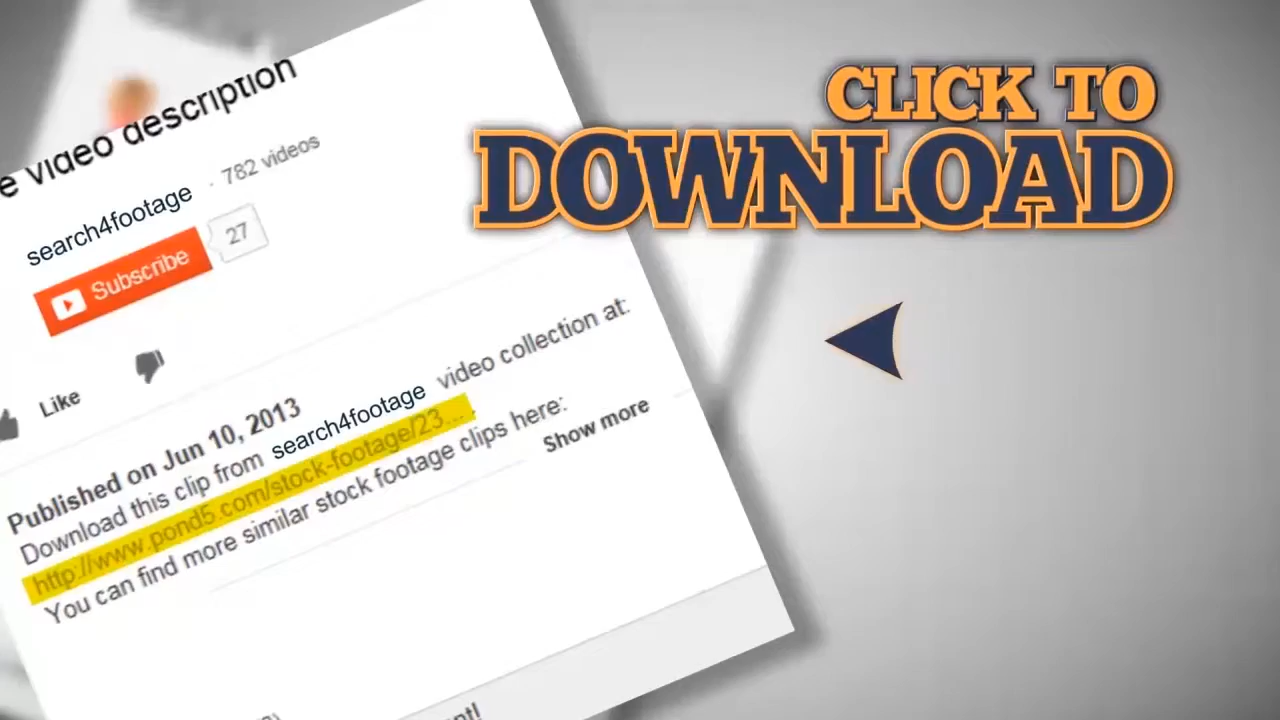 CLICK TO
DOWNLOAD
e video description
search4footage · 782 videos
Subscribe 27
Like
Published on Jun 10, 2013
Download this clip from search4footage video collection at:
http://www.pond5.com/stock-footage/23... .
You can find more similar stock footage clips here:
Show more